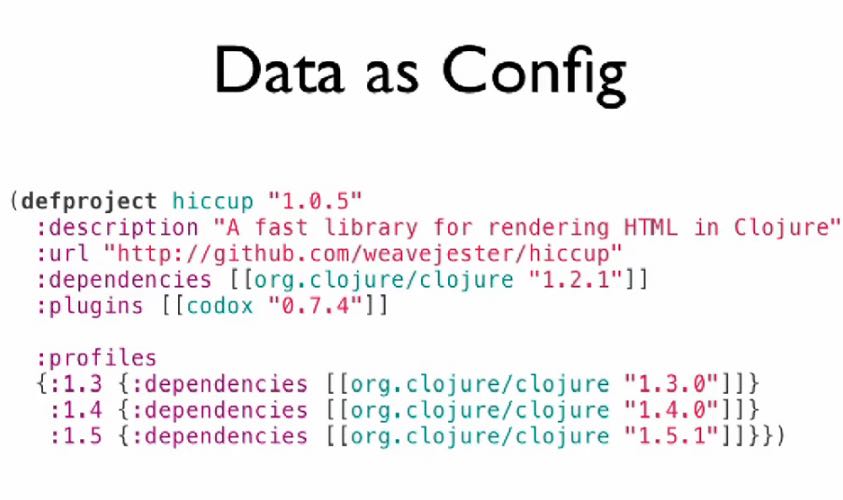 Data as Config
(defproject hiccup "1.0.5"
  :description "A fast library for rendering HTML in Clojure"
  :url "http://github.com/weavejester/hiccup"
  :dependencies [[org.clojure/clojure "1.2.1"]]
  :plugins [[codox "0.7.4"]]
  :profiles
  {:1.3 {:dependencies [[org.clojure/clojure "1.3.0"]]}
   :1.4 {:dependencies [[org.clojure/clojure "1.4.0"]]}
   :1.5 {:dependencies [[org.clojure/clojure "1.5.1"]]}})